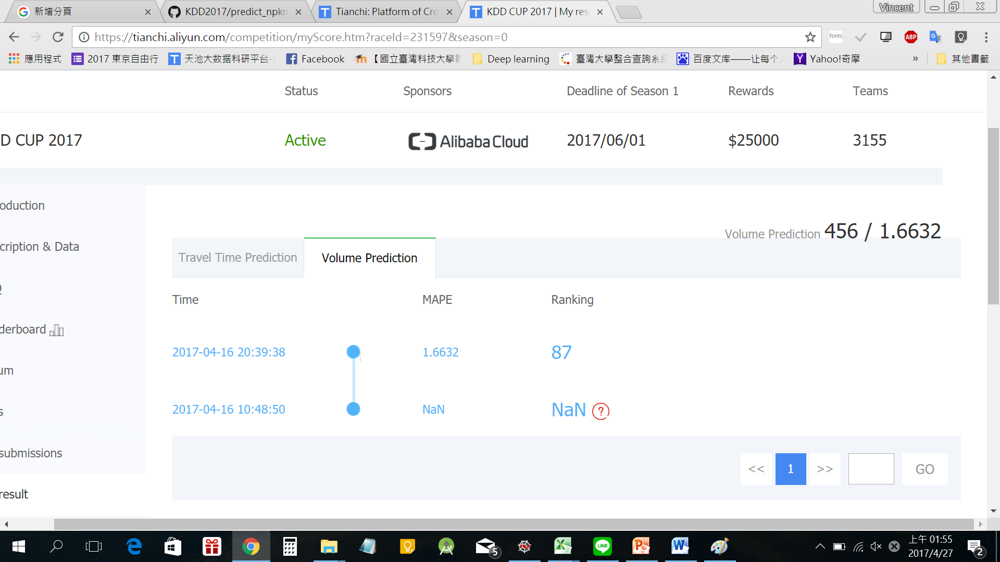 新增分頁
KDD2017/predict_npkn
Tianchi: Platform of Cro
KDD CUP 2017 | My res
Vincent
https://tianchi.aliyun.com/competition/myScore.htm?raceId=231597&season=0
fonts
ABP
應用程式
2017 東京自由行
天池大数据科研平台-
Facebook
【國立臺灣科技大學
Deep learning
臺灣大學整合查詢系
百度文库——让每个
Yahoo!奇摩
»
其他書籤
Status
Sponsors
Deadline of Season 1
Rewards
Teams
D CUP 2017
Active
Alibaba Cloud
2017/06/01
$25000
3155
oduction
cription & Data
derboard
um
s
submissions
result
Volume Prediction 456 / 1.6632
Travel Time Prediction
Volume Prediction
Time
MAPE
Ranking
2017-04-16 20:39:38
1.6632
87
2017-04-16 10:48:50
NaN
NaN ?
<<
1
>>
GO
5
LINE
上午 01:55
2017/4/27
2